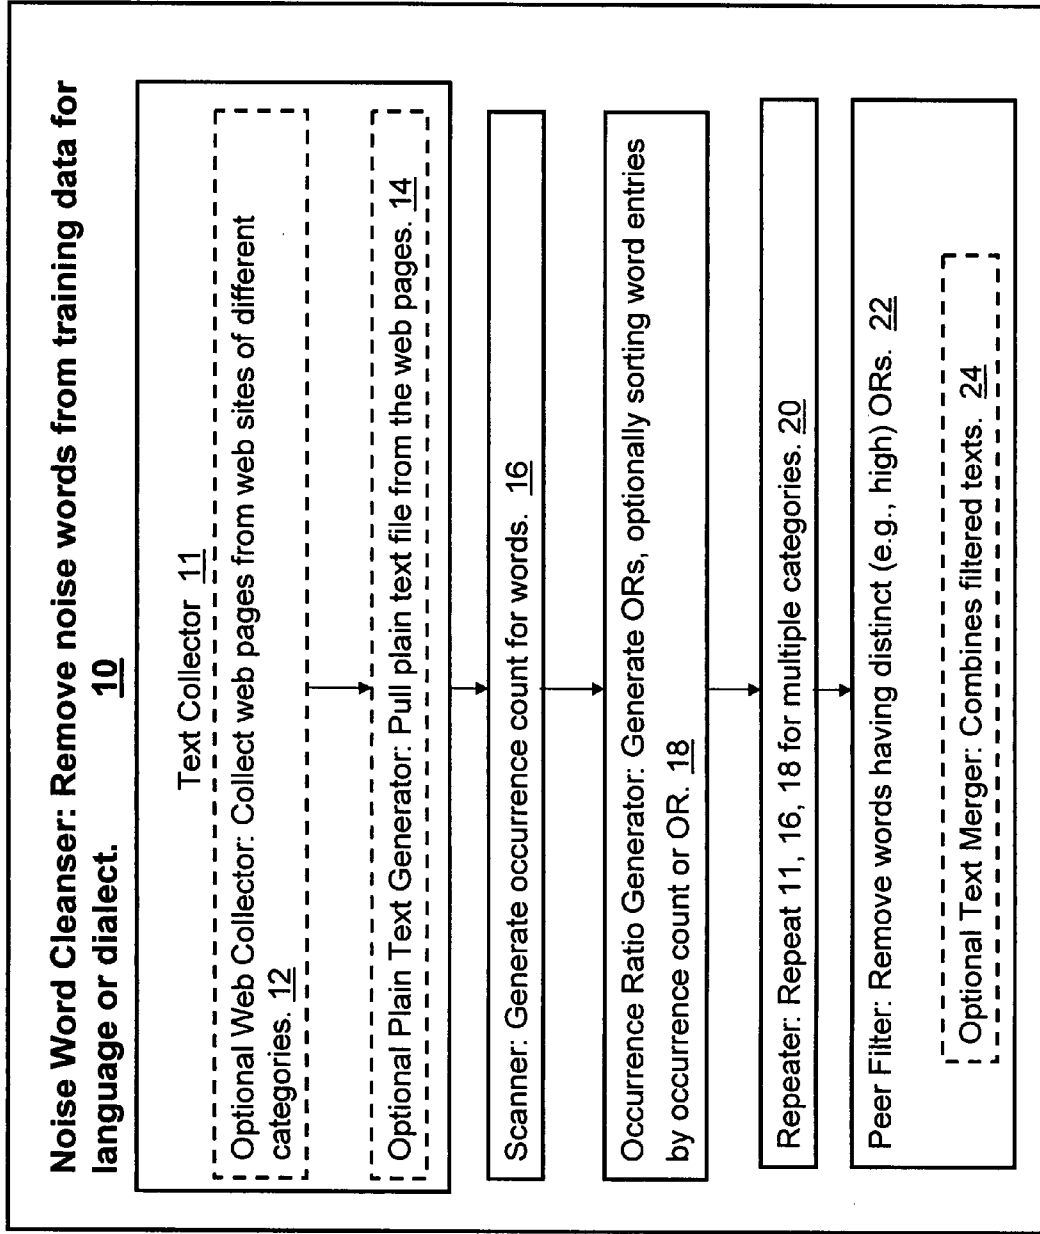 Noise Word Cleanser: Remove noise words from training data for
language or dialect. 10
Text Collector 11
Optional Web Collector: Collect web pages from web sites of different
categories. 12
Optional Plain Text Generator: Pull plain text file from the web pages. 14
Scanner: Generate occurrence count for words. 16
Occurrence Ratio Generator: Generate ORs, optionally sorting word entries
by occurrence count or OR. 18
Repeater: Repeat 11, 16, 18 for multiple categories. 20
Peer Filter: Remove words having distinct (e.g., high) ORs. 22
Optional Text Merger: Combines filtered texts. 24